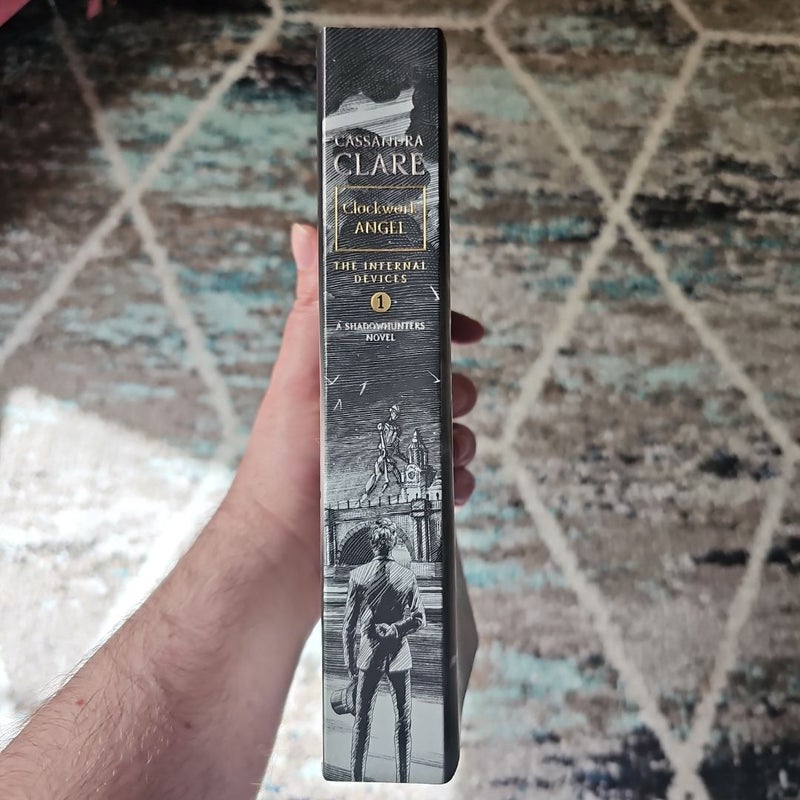 CASSANDRA
CLARE
Clockwork
ANGEL
THE INFERNAL
DEVICES
1
A SHADOWHUNTERS
NOVEL